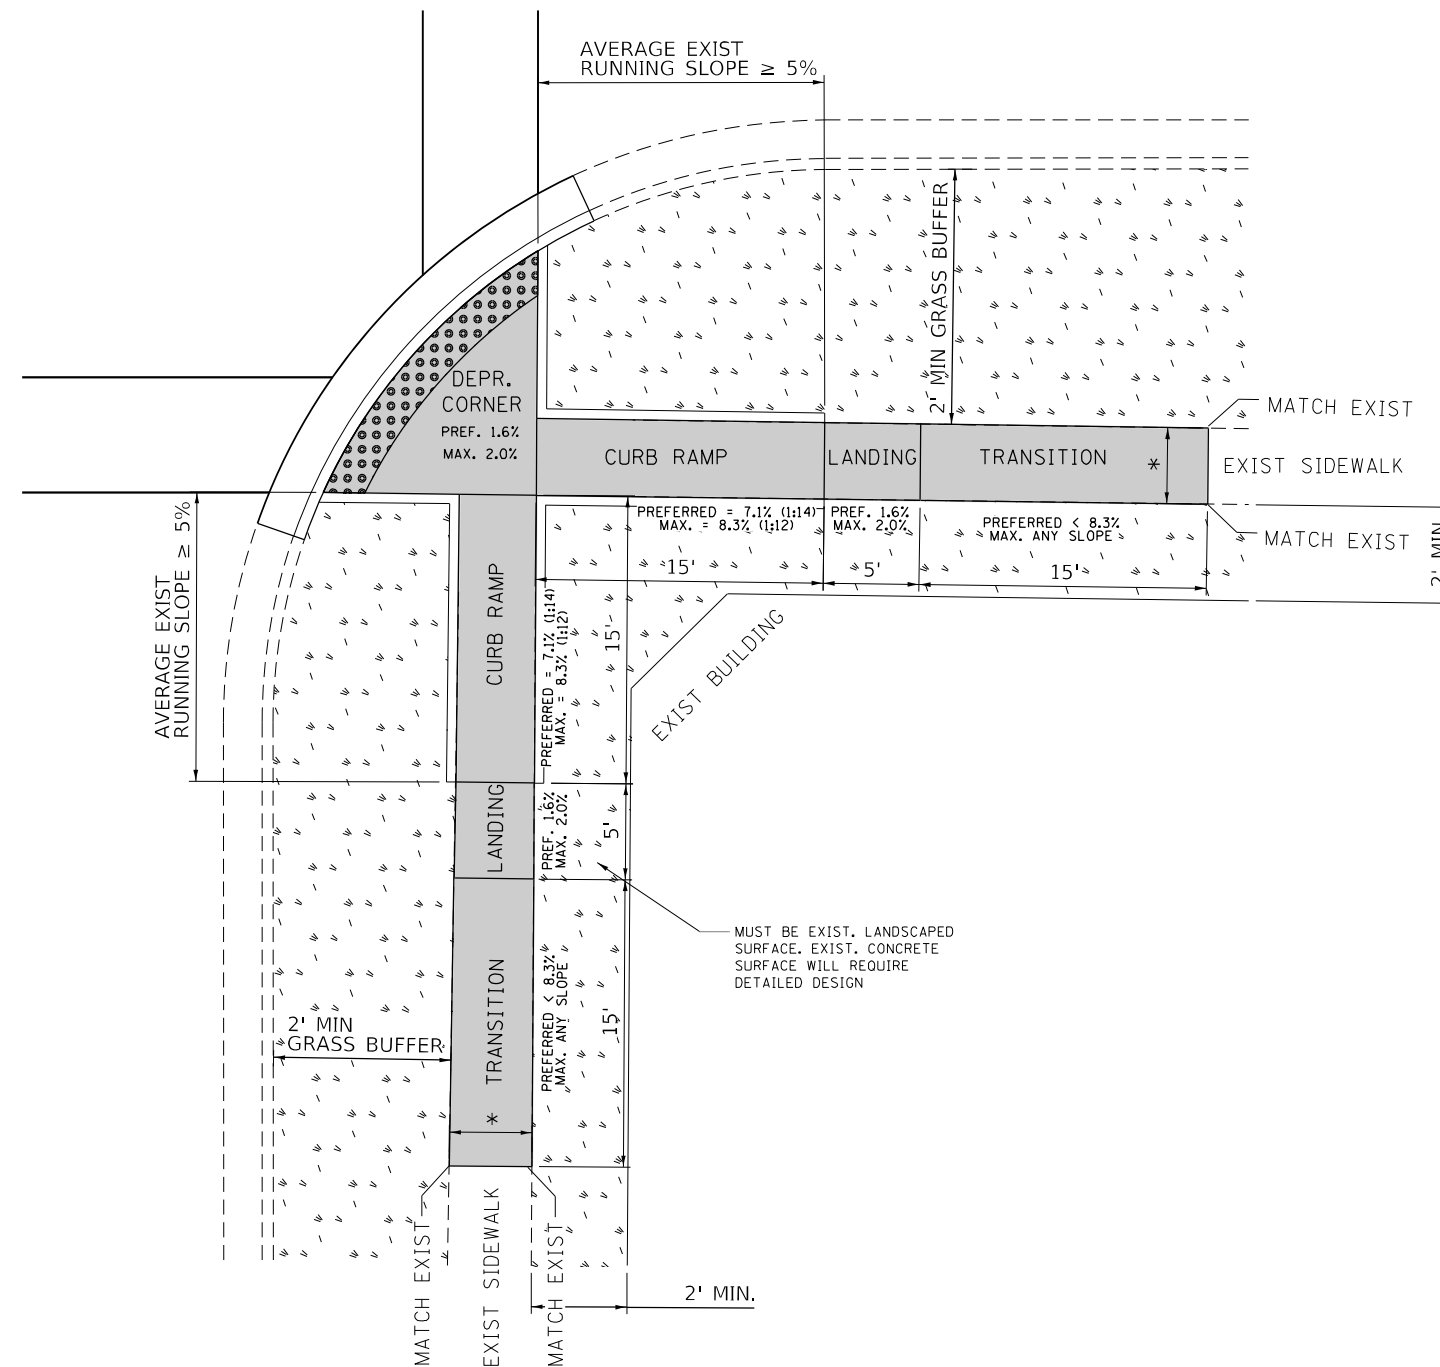 AVERAGE EXIST
RUNNING SLOPE ≥ 5%
2' MIN GRASS BUFFER
DEPR.
CORNER
PREF. 1.6%
MAX. 2.0%
CURB RAMP
LANDING
TRANSITION
*
MATCH EXIST
EXIST SIDEWALK
MATCH EXIST
PREFERRED = 7.1% (1:14)
MAX. = 8.3% (1:12)
PREF. 1.6%
MAX. 2.0%
PREFERRED < 8.3%
MAX. ANY SLOPE
15'
5'
15'
2' MIN.
AVERAGE EXIST
RUNNING SLOPE ≥ 5%
CURB RAMP
PREFERRED = 7.1% (1:14)
MAX. = 8.3% (1:12)
15'
EXIST BUILDING
LANDING
PREF. 1.6%
MAX. 2.0%
5'
MUST BE EXIST. LANDSCAPED
SURFACE. EXIST. CONCRETE
SURFACE WILL REQUIRE
DETAILED DESIGN
TRANSITION
PREFERRED < 8.3%
MAX. ANY SLOPE
15'
2' MIN
GRASS BUFFER
*
MATCH EXIST
EXIST SIDEWALK
MATCH EXIST
2' MIN.